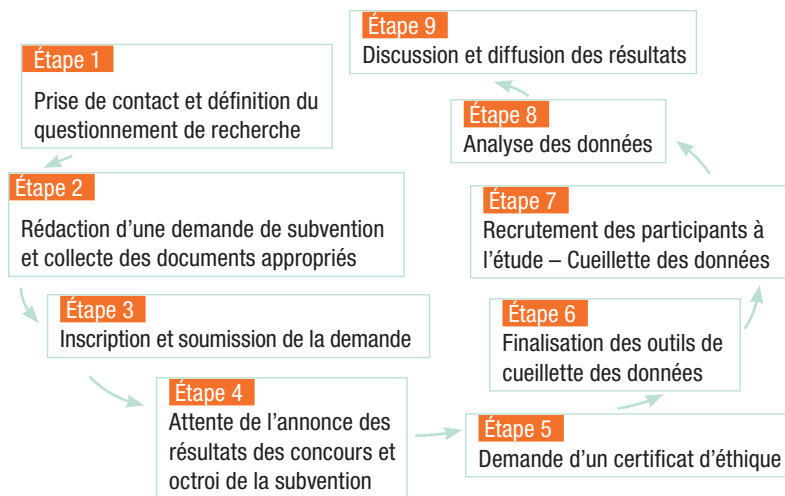 Étape 1
Prise de contact et définition du
questionnement de recherche
Étape 2
Rédaction d’une demande de subvention
et collecte des documents appropriés
Étape 3
Inscription et soumission de la demande
Étape 4
Attente de l’annonce des
résultats des concours et
octroi de la subvention
Étape 5
Demande d’un certificat d’éthique
Étape 6
Finalisation des outils de
cueillette des données
Étape 7
Recrutement des participants à
l’étude – Cueillette des données
Étape 8
Analyse des données
Étape 9
Discussion et diffusion des résultats